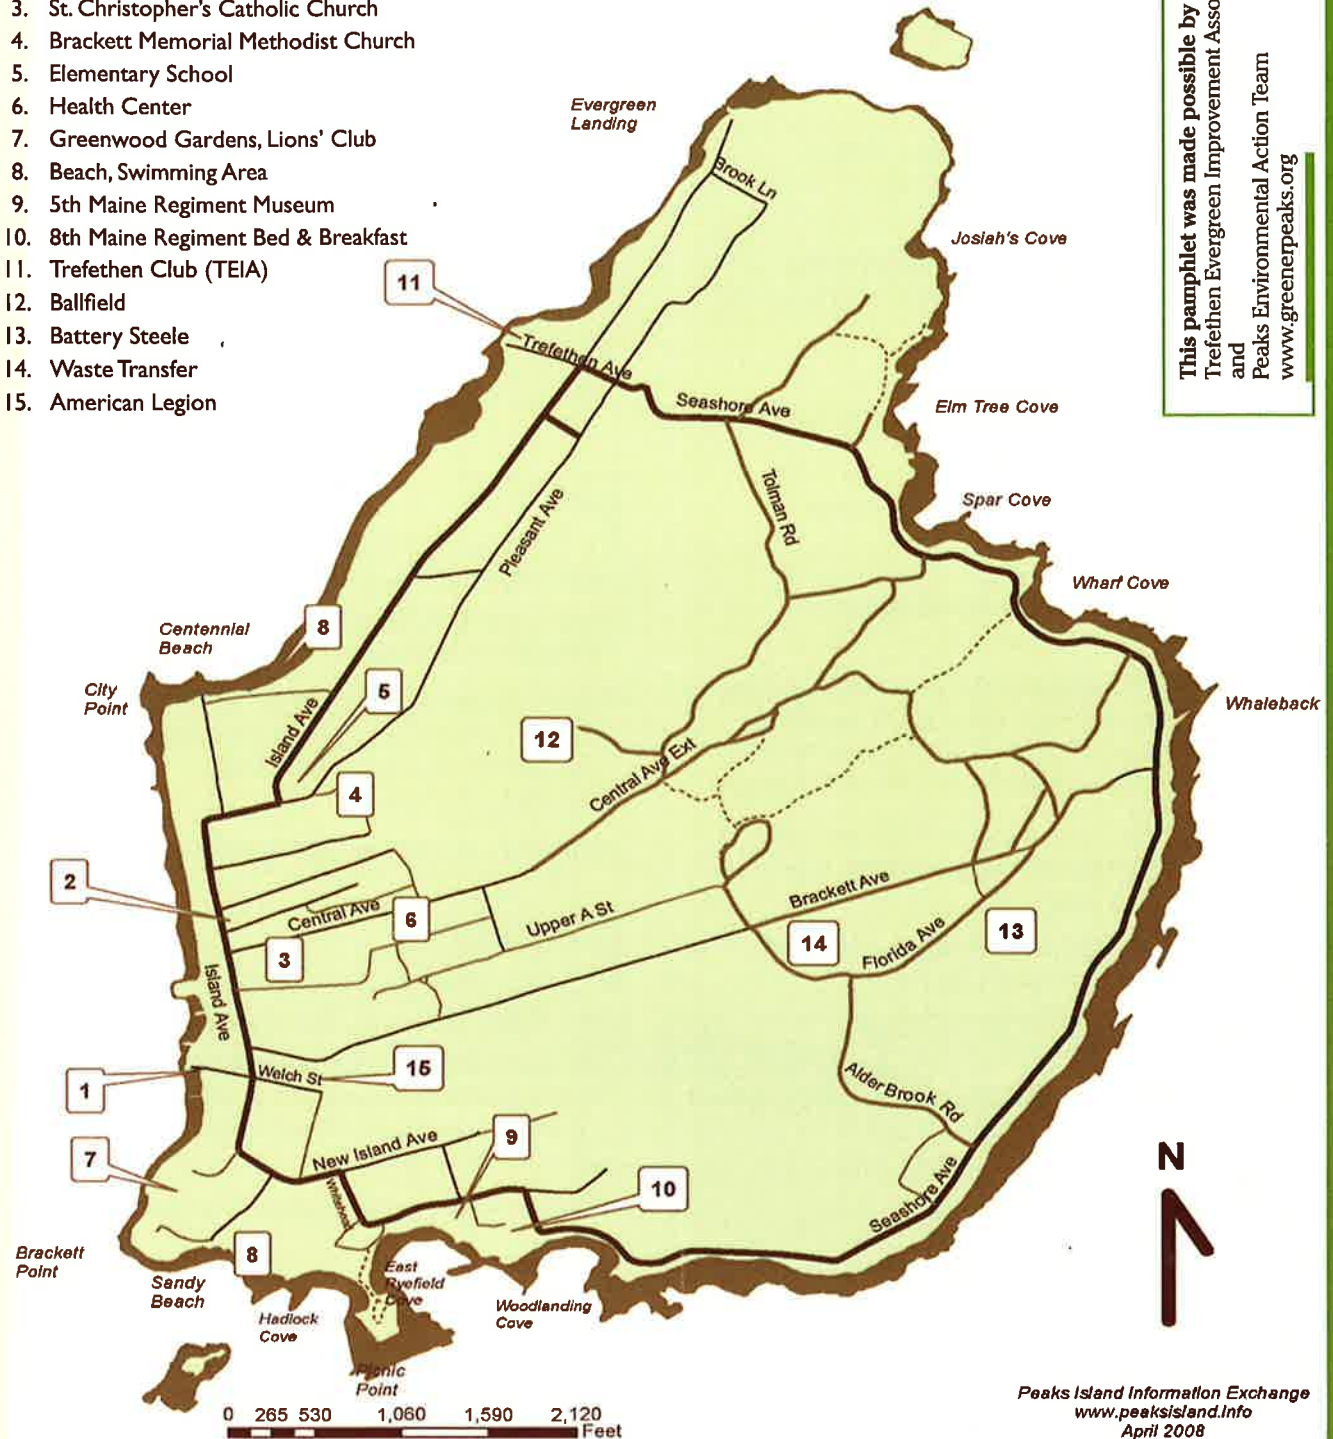 3. St. Christopher's Catholic Church
4. Brackett Memorial Methodist Church
5. Elementary School
6. Health Center
7. Greenwood Gardens, Lions' Club
8. Beach, Swimming Area
9. 5th Maine Regiment Museum
10. 8th Maine Regiment Bed & Breakfast
11. Trefethen Club (TEIA)
12. Ballfield
13. Battery Steele
14. Waste Transfer
15. American Legion
This pamphlet was made possible by
Trefethen Evergreen Improvement Asso
and
Peaks Environmental Action Team
www.greenerpeaks.org
Evergreen
Landing
Brook Ln
Josiah's Cove
11
Trefethen Ave
Seashore Ave
Elm Tree Cove
Tolman Rd
Spar Cove
Pleasant Ave
Wharf Cove
Centennial
Beach
8
City
Point
5
Island Ave
Whaleback
12
Central Ave Ext
4
2
Central Ave
6
Upper A St
Brackett Ave
3
14
Florida Ave
13
Island Ave
1
Welch St
15
Alder Brook Rd
7
New Island Ave
9
Whitehead
10
Seashore Ave
N
Brackett
Point
8
Sandy
Beach
East
Ryefield
Cove
Hadlock
Cove
Woodlanding
Cove
Picnic
Point
0 265 530 1,060 1,590 2,120
Feet
Peaks Island Information Exchange
www.peaksisland.info
April 2008